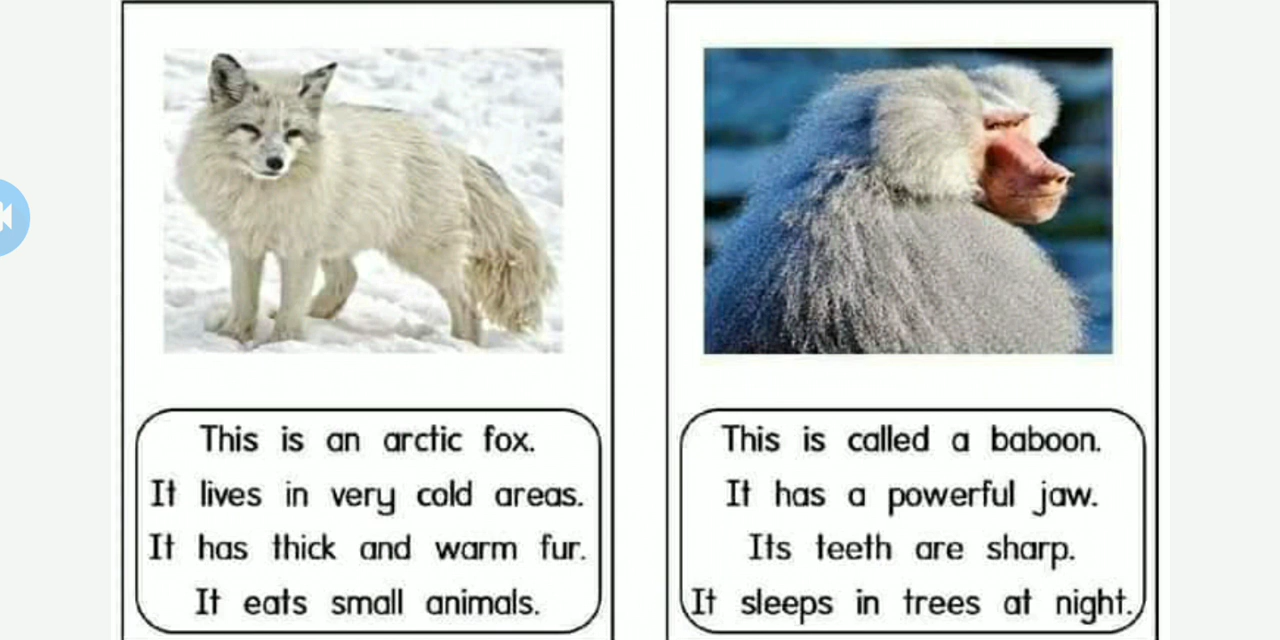 This is an arctic fox.
It lives in very cold areas.
It has thick and warm fur.
It eats small animals.
This is called a baboon.
It has a powerful jaw.
Its teeth are sharp.
It sleeps in trees at night.